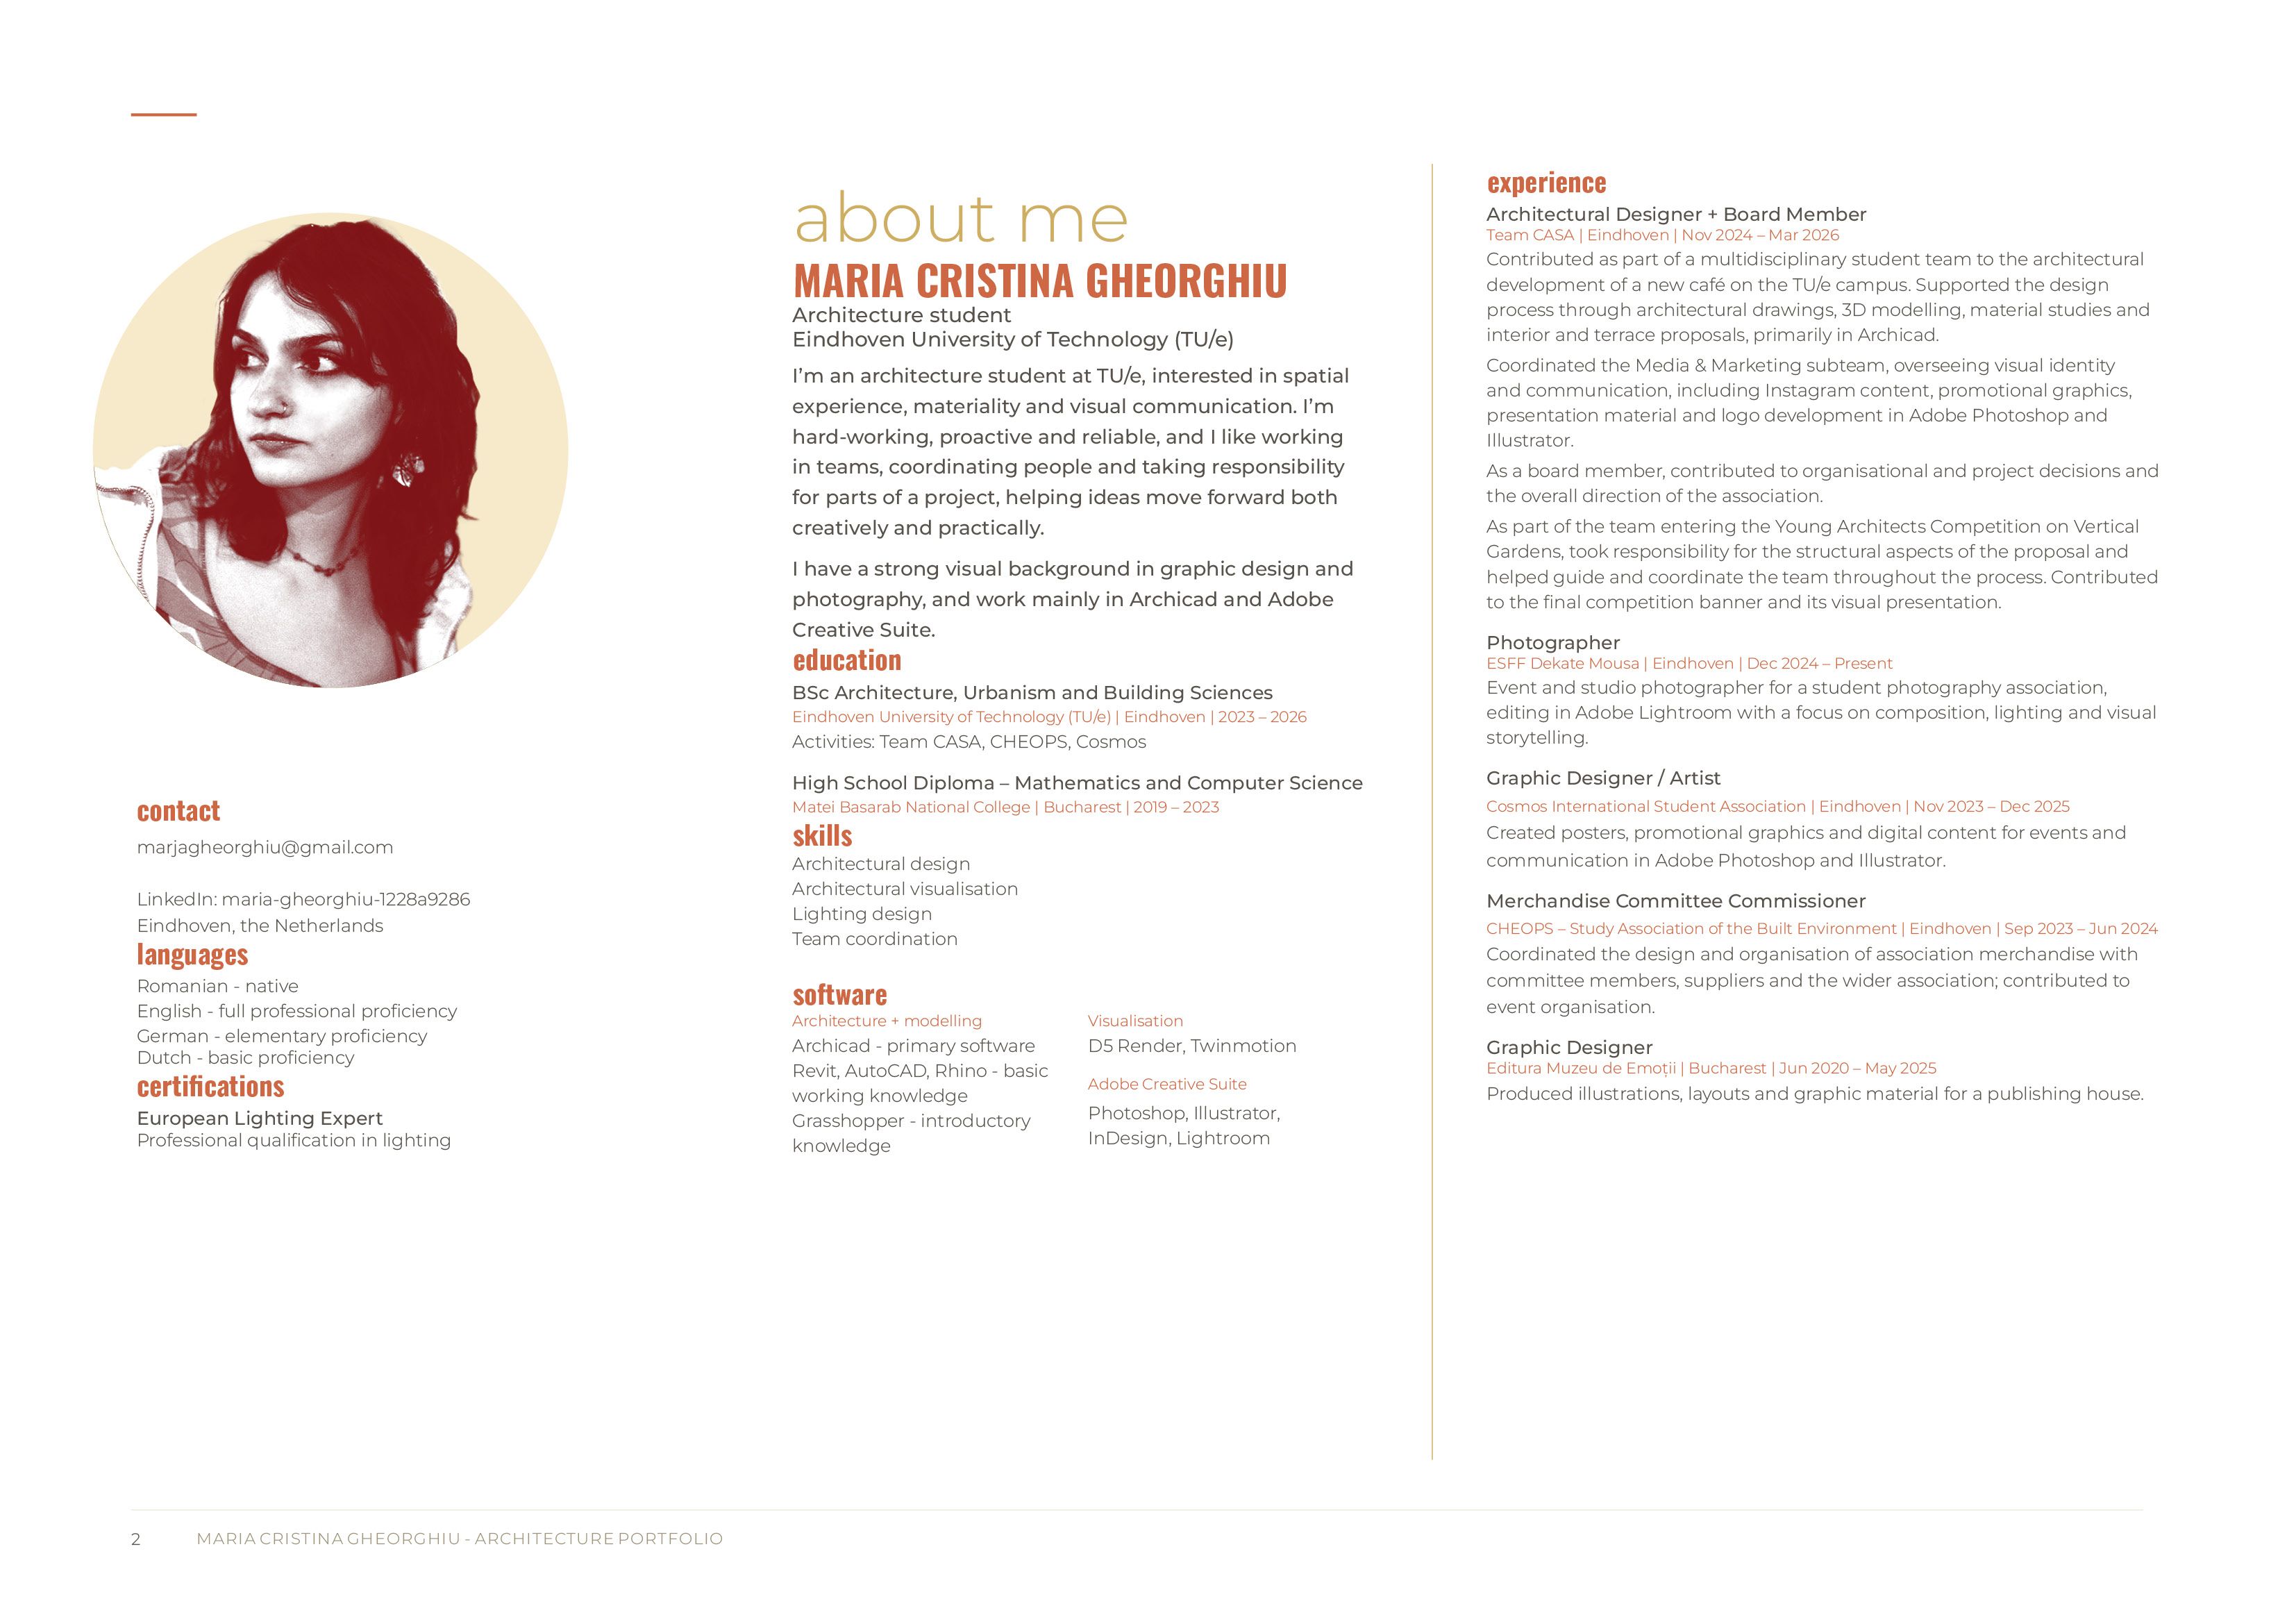 contact
marjagheorghiu@gmail.com
LinkedIn: maria-gheorghiu-1228a9286
Eindhoven, the Netherlands
languages
Romanian - native
English - full professional proficiency
German - elementary proficiency
Dutch - basic proficiency
certifications
European Lighting Expert
Professional qualification in lighting
about me
MARIA CRISTINA GHEORGHIU
Architecture student
Eindhoven University of Technology (TU/e)
I'm an architecture student at TU/e, interested in spatial
experience, materiality and visual communication. I'm
hard-working, proactive and reliable, and I like working
in teams, coordinating people and taking responsibility
for parts of a project, helping ideas move forward both
creatively and practically.
I have a strong visual background in graphic design and
photography, and work mainly in Archicad and Adobe
Creative Suite.
education
BSc Architecture, Urbanism and Building Sciences
Eindhoven University of Technology (TU/e) | Eindhoven | 2023 – 2026
Activities: Team CASA, CHEOPS, Cosmos
High School Diploma – Mathematics and Computer Science
Matei Basarab National College | Bucharest | 2019 – 2023
skills
Architectural design
Architectural visualisation
Lighting design
Team coordination
software
Architecture + modelling
Archicad - primary software
Revit, AutoCAD, Rhino - basic
working knowledge
Grasshopper - introductory
knowledge
Visualisation
D5 Render, Twinmotion
Adobe Creative Suite
Photoshop, Illustrator,
InDesign, Lightroom
experience
Architectural Designer + Board Member
Team CASA | Eindhoven | Nov 2024 – Mar 2026
Contributed as part of a multidisciplinary student team to the architectural
development of a new café on the TU/e campus. Supported the design
process through architectural drawings, 3D modelling, material studies and
interior and terrace proposals, primarily in Archicad.
Coordinated the Media & Marketing subteam, overseeing visual identity
and communication, including Instagram content, promotional graphics,
presentation material and logo development in Adobe Photoshop and
Illustrator.
As a board member, contributed to organisational and project decisions and
the overall direction of the association.
As part of the team entering the Young Architects Competition on Vertical
Gardens, took responsibility for the structural aspects of the proposal and
helped guide and coordinate the team throughout the process. Contributed
to the final competition banner and its visual presentation.
Photographer
ESFF Dekate Mousa | Eindhoven | Dec 2024 – Present
Event and studio photographer for a student photography association,
editing in Adobe Lightroom with a focus on composition, lighting and visual
storytelling.
Graphic Designer / Artist
Cosmos International Student Association | Eindhoven | Nov 2023 – Dec 2025
Created posters, promotional graphics and digital content for events and
communication in Adobe Photoshop and Illustrator.
Merchandise Committee Commissioner
CHEOPS – Study Association of the Built Environment | Eindhoven | Sep 2023 – Jun 2024
Coordinated the design and organisation of association merchandise with
committee members, suppliers and the wider association; contributed to
event organisation.
Graphic Designer
Editura Muzeu de Emoții | Bucharest | Jun 2020 – May 2025
Produced illustrations, layouts and graphic material for a publishing house.
2 MARIA CRISTINA GHEORGHIU - ARCHITECTURE PORTFOLIO